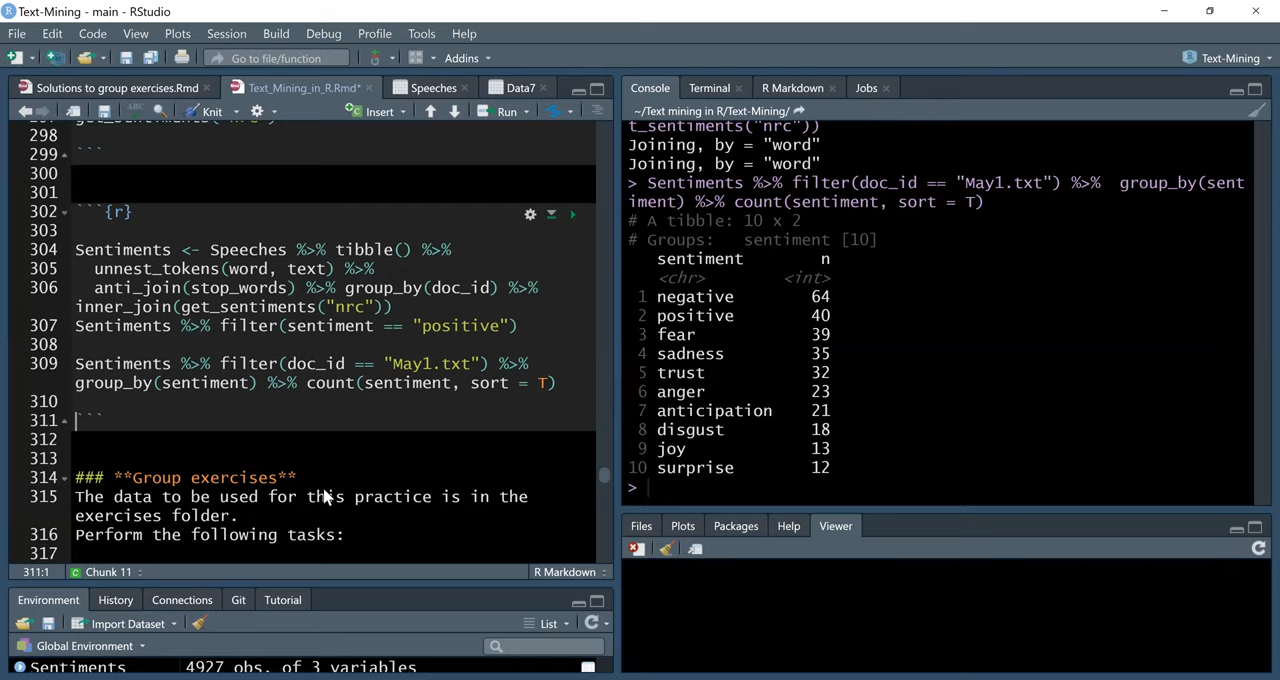 Text-Mining - main - RStudio
File Edit Code View Plots Session Build Debug Profile Tools Help
Go to file/function Addins Text-Mining
Solutions to group exercises.Rmd Text_Mining_in_R.Rmd* Speeches Data7
ABC Knit Insert Run
get_sentiments("nrc")
298
299 ```
300
301
302 ```{r}
303
304 Sentiments <- Speeches %>% tibble() %>%
305 unnest_tokens(word, text) %>%
306 anti_join(stop_words) %>% group_by(doc_id) %>%
inner_join(get_sentiments("nrc"))
307 Sentiments %>% filter(sentiment == "positive")
308
309 Sentiments %>% filter(doc_id == "May1.txt") %>%
group_by(sentiment) %>% count(sentiment, sort = T)
310
311 ```
312
313
314 ### **Group exercises**
315 The data to be used for this practice is in the
exercises folder.
316 Perform the following tasks:
317
311:1 C Chunk 11 R Markdown
Environment History Connections Git Tutorial
Import Dataset List
Global Environment
Sentiments 4927 obs. of 3 variables
Console Terminal R Markdown Jobs
~/Text mining in R/Text-Mining/
t_sentiments("nrc"))
Joining, by = "word"
Joining, by = "word"
> Sentiments %>% filter(doc_id == "May1.txt") %>% group_by(sent
iment) %>% count(sentiment, sort = T)
# A tibble: 10 x 2
# Groups: sentiment [10]
sentiment n
<chr> <int>
1 negative 64
2 positive 40
3 fear 39
4 sadness 35
5 trust 32
6 anger 23
7 anticipation 21
8 disgust 18
9 joy 13
10 surprise 12
>
Files Plots Packages Help Viewer